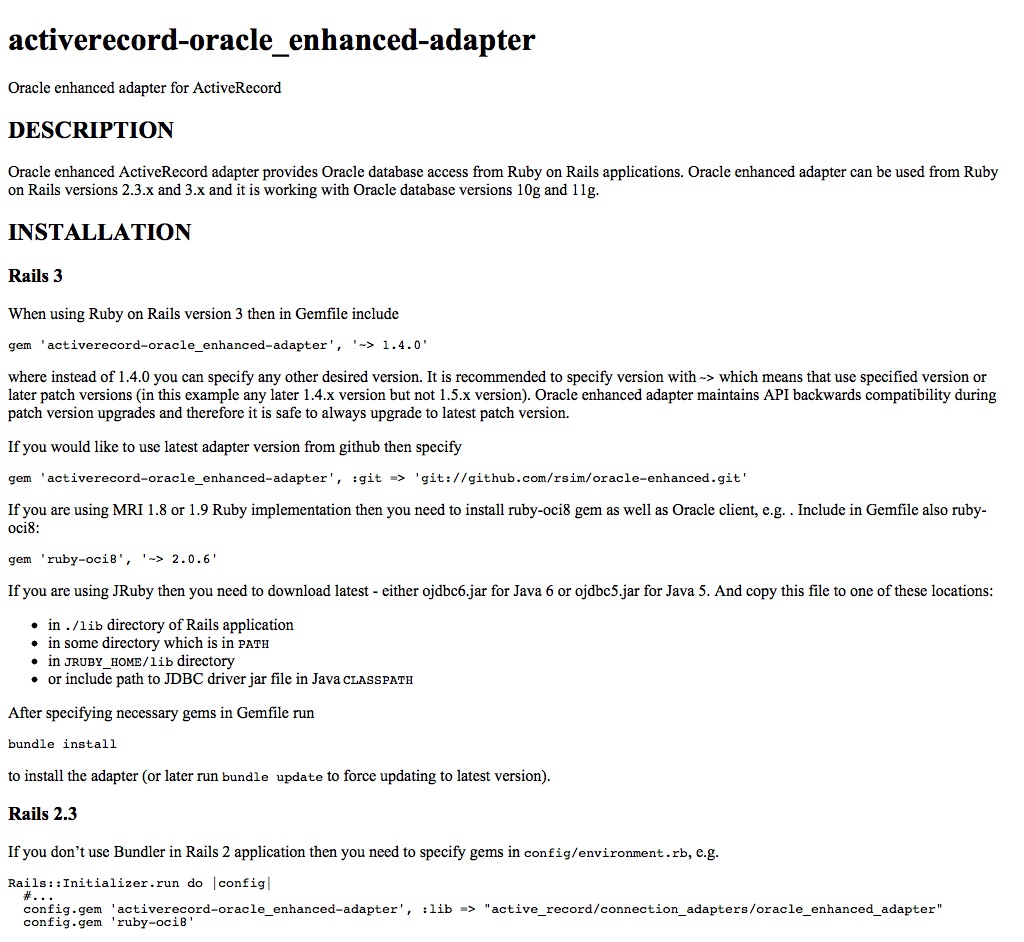 activerecord-oracle_enhanced-adapter
Oracle enhanced adapter for ActiveRecord
DESCRIPTION
Oracle enhanced ActiveRecord adapter provides Oracle database access from Ruby on Rails applications. Oracle enhanced adapter can be used from Ruby
on Rails versions 2.3.x and 3.x and it is working with Oracle database versions 10g and 11g.
INSTALLATION
Rails 3
When using Ruby on Rails version 3 then in Gemfile include
gem 'activerecord-oracle_enhanced-adapter', '~> 1.4.0'
where instead of 1.4.0 you can specify any other desired version. It is recommended to specify version with ~> which means that use specified version or
later patch versions (in this example any later 1.4.x version but not 1.5.x version). Oracle enhanced adapter maintains API backwards compatibility during
patch version upgrades and therefore it is safe to always upgrade to latest patch version.
If you would like to use latest adapter version from github then specify
gem 'activerecord-oracle_enhanced-adapter', :git => 'git://github.com/rsim/oracle-enhanced.git'
If you are using MRI 1.8 or 1.9 Ruby implementation then you need to install ruby-oci8 gem as well as Oracle client, e.g. . Include in Gemfile also ruby-
oci8:
gem 'ruby-oci8', '~> 2.0.6'
If you are using JRuby then you need to download latest - either ojdbc6.jar for Java 6 or ojdbc5.jar for Java 5. And copy this file to one of these locations:
• in ./lib directory of Rails application
• in some directory which is in PATH
• in JRUBY_HOME/lib directory
• or include path to JDBC driver jar file in Java CLASSPATH
After specifying necessary gems in Gemfile run
bundle install
to install the adapter (or later run bundle update to force updating to latest version).
Rails 2.3
If you don’t use Bundler in Rails 2 application then you need to specify gems in config/environment.rb, e.g.
Rails::Initializer.run do |config|
  #...
  config.gem 'activerecord-oracle_enhanced-adapter', :lib => "active_record/connection_adapters/oracle_enhanced_adapter"
  config.gem 'ruby-oci8'